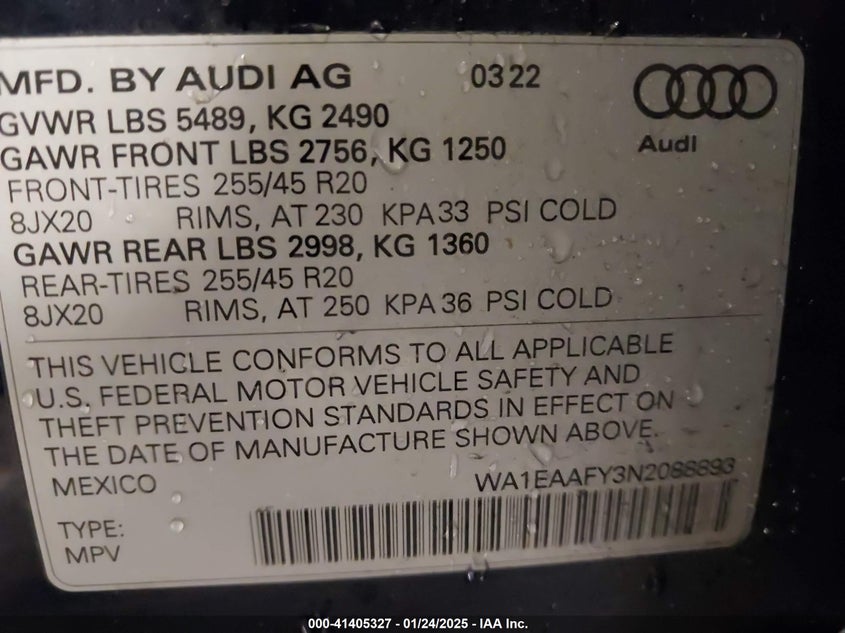 MFD. BY AUDI AG 03 22
GVWR LBS 5489, KG 2490
GAWR FRONT LBS 2756, KG 1250
Audi
FRONT-TIRES 255/45 R20
8JX20 RIMS, AT 230 KPA 33 PSI COLD
GAWR REAR LBS 2998, KG 1360
REAR-TIRES 255/45 R20
8JX20 RIMS, AT 250 KPA 36 PSI COLD
THIS VEHICLE CONFORMS TO ALL APPLICABLE
U.S. FEDERAL MOTOR VEHICLE SAFETY AND
THEFT PREVENTION STANDARDS IN EFFECT ON
THE DATE OF MANUFACTURE SHOWN ABOVE.
MEXICO WA1EAAFY3N2088893
TYPE:
MPV
000-41405327 - 01/24/2025 - IAA Inc.